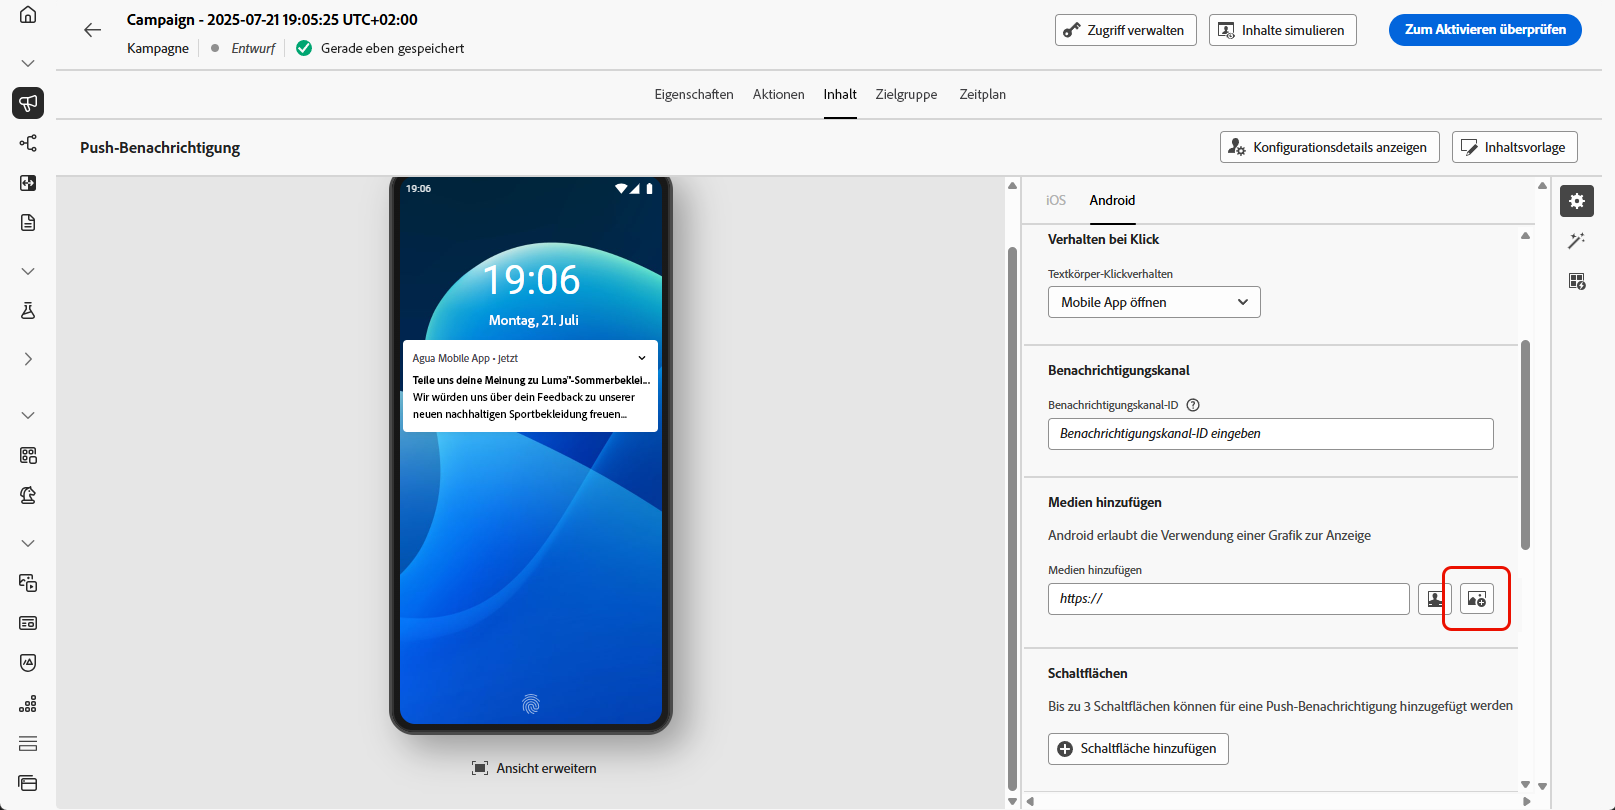 Campaign - 2025-07-21 19:05:25 UTC+02:00
Kampagne
Entwurf
Gerade eben gespeichert
Zugriff verwalten
Inhalte simulieren
Zum Aktivieren überprüfen
Eigenschaften
Aktionen
Inhalt
Zielgruppe
Zeitplan
Push-Benachrichtigung
Konfigurationsdetails anzeigen
Inhaltsvorlage
19:06
19:06
Montag, 21. Juli
Agua Mobile App • jetzt
Teile uns deine Meinung zu Luma™-Sommerbeklei...
Wir würden uns über dein Feedback zu unserer
neuen nachhaltigen Sportbekleidung freuen...
Ansicht erweitern
iOS
Android
Verhalten bei Klick
Textkörper-Klickverhalten
Mobile App öffnen
Benachrichtigungskanal
Benachrichtigungskanal-ID
Benachrichtigungskanal-ID eingeben
Medien hinzufügen
Android erlaubt die Verwendung einer Grafik zur Anzeige
Medien hinzufügen
https://
Schaltflächen
Bis zu 3 Schaltflächen können für eine Push-Benachrichtigung hinzugefügt werden
Schaltfläche hinzufügen